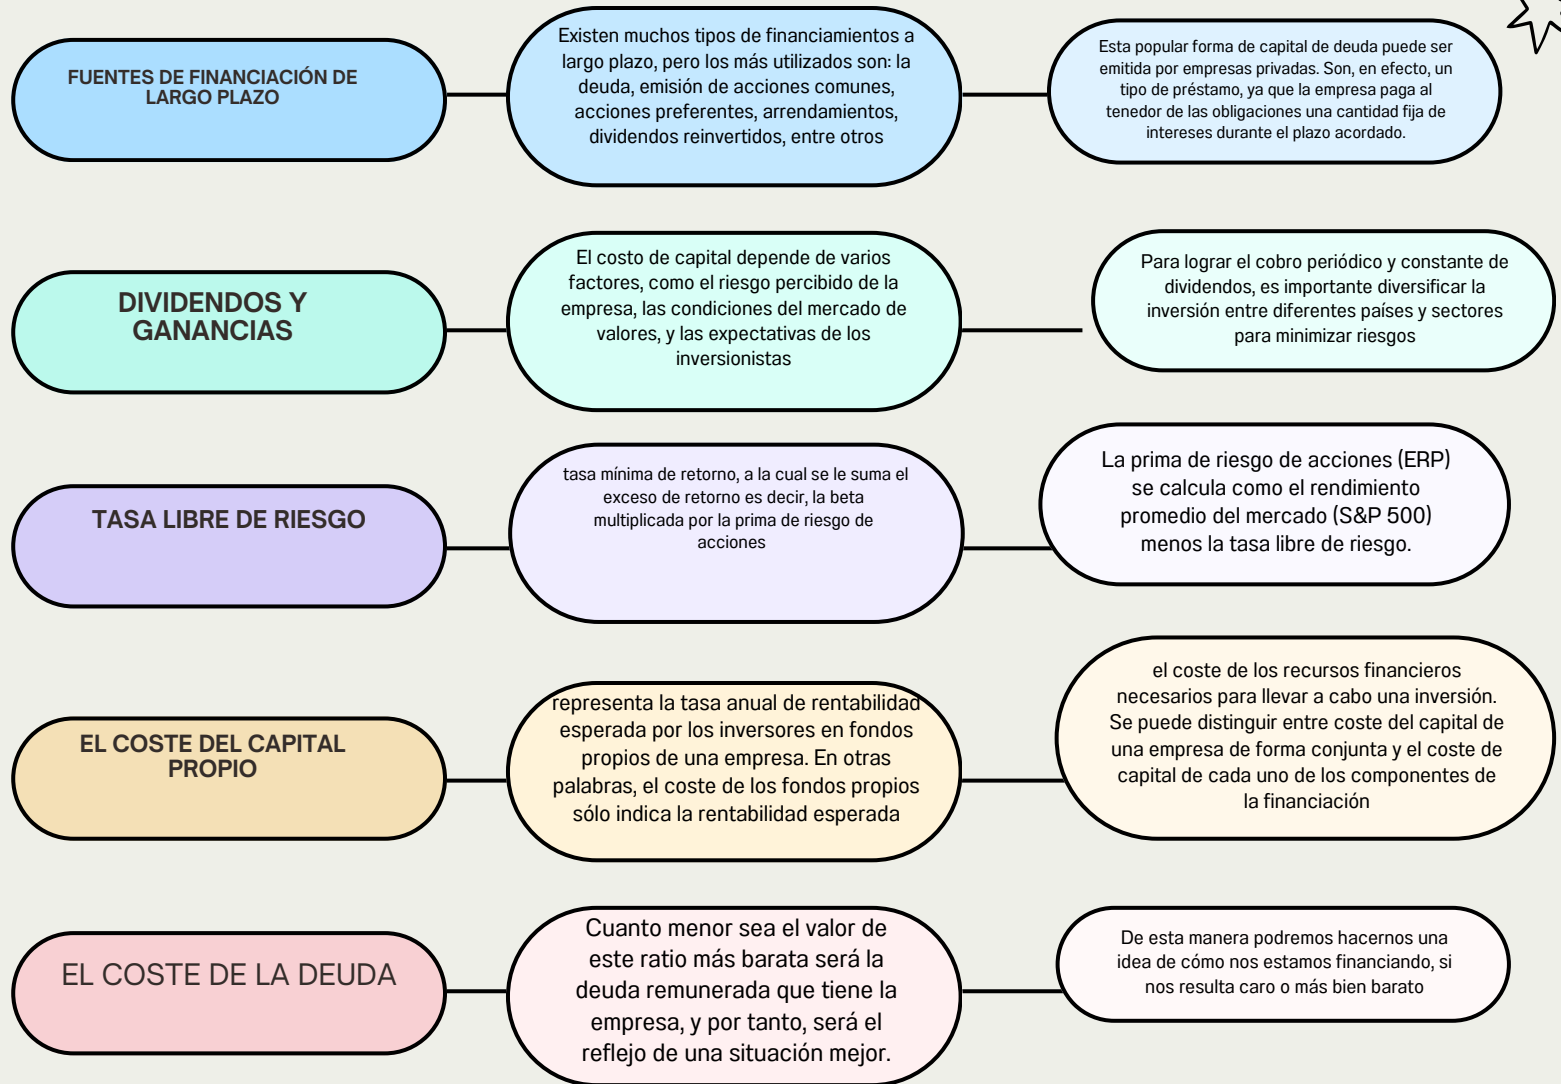 FUENTES DE FINANCIACIÓN DE
LARGO PLAZO
Existen muchos tipos de financiamientos a
largo plazo, pero los más utilizados son: la
deuda, emisión de acciones comunes,
acciones preferentes, arrendamientos,
dividendos reinvertidos, entre otros
Esta popular forma de capital de deuda puede ser
emitida por empresas privadas. Son, en efecto, un
tipo de préstamo, ya que la empresa paga al
tenedor de las obligaciones una cantidad fija de
intereses durante el plazo acordado.
DIVIDENDOS Y
GANANCIAS
El costo de capital depende de varios
factores, como el riesgo percibido de la
empresa, las condiciones del mercado de
valores, y las expectativas de los
inversionistas
Para lograr el cobro periódico y constante de
dividendos, es importante diversificar la
inversión entre diferentes países y sectores
para minimizar riesgos
TASA LIBRE DE RIESGO
tasa mínima de retorno, a la cual se le suma el
exceso de retorno es decir, la beta
multiplicada por la prima de riesgo de
acciones
La prima de riesgo de acciones (ERP)
se calcula como el rendimiento
promedio del mercado (S&P 500)
menos la tasa libre de riesgo.
EL COSTE DEL CAPITAL
PROPIO
representa la tasa anual de rentabilidad
esperada por los inversores en fondos
propios de una empresa. En otras
palabras, el coste de los fondos propios
sólo indica la rentabilidad esperada
el coste de los recursos financieros
necesarios para llevar a cabo una inversión.
Se puede distinguir entre coste del capital de
una empresa de forma conjunta y el coste de
capital de cada uno de los componentes de
la financiación
EL COSTE DE LA DEUDA
Cuanto menor sea el valor de
este ratio más barata será la
deuda remunerada que tiene la
empresa, y por tanto, será el
reflejo de una situación mejor.
De esta manera podremos hacernos una
idea de cómo nos estamos financiando, si
nos resulta caro o más bien barato